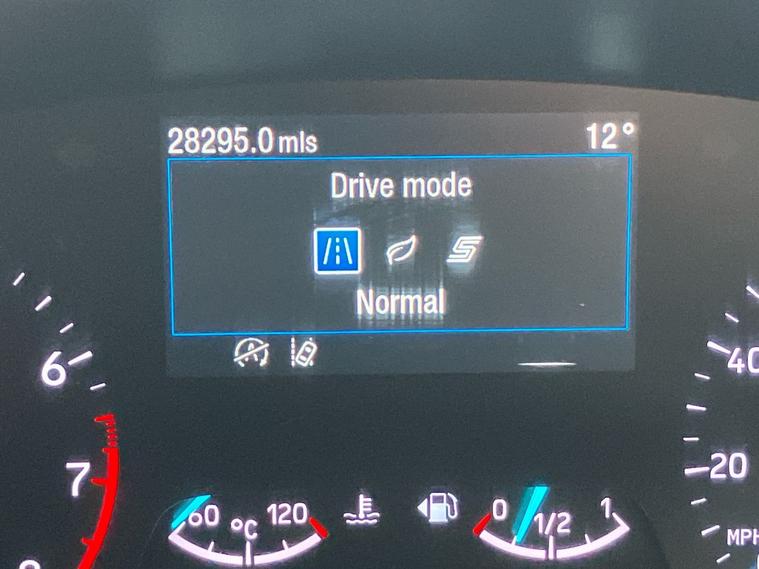 28295.0 mls 12°
Drive mode
Normal
6
7
40
20
MPH
60 °C 120
0 1/2 1